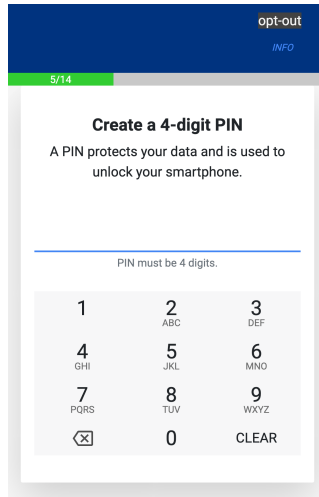 opt-out
INFO
5/14
Create a 4-digit PIN
A PIN protects your data and is used to
unlock your smartphone.
PIN must be 4 digits.
1 2 3
ABC DEF
4 5 6
GHI JKL MNO
7 8 9
PQRS TUV WXYZ
0 CLEAR